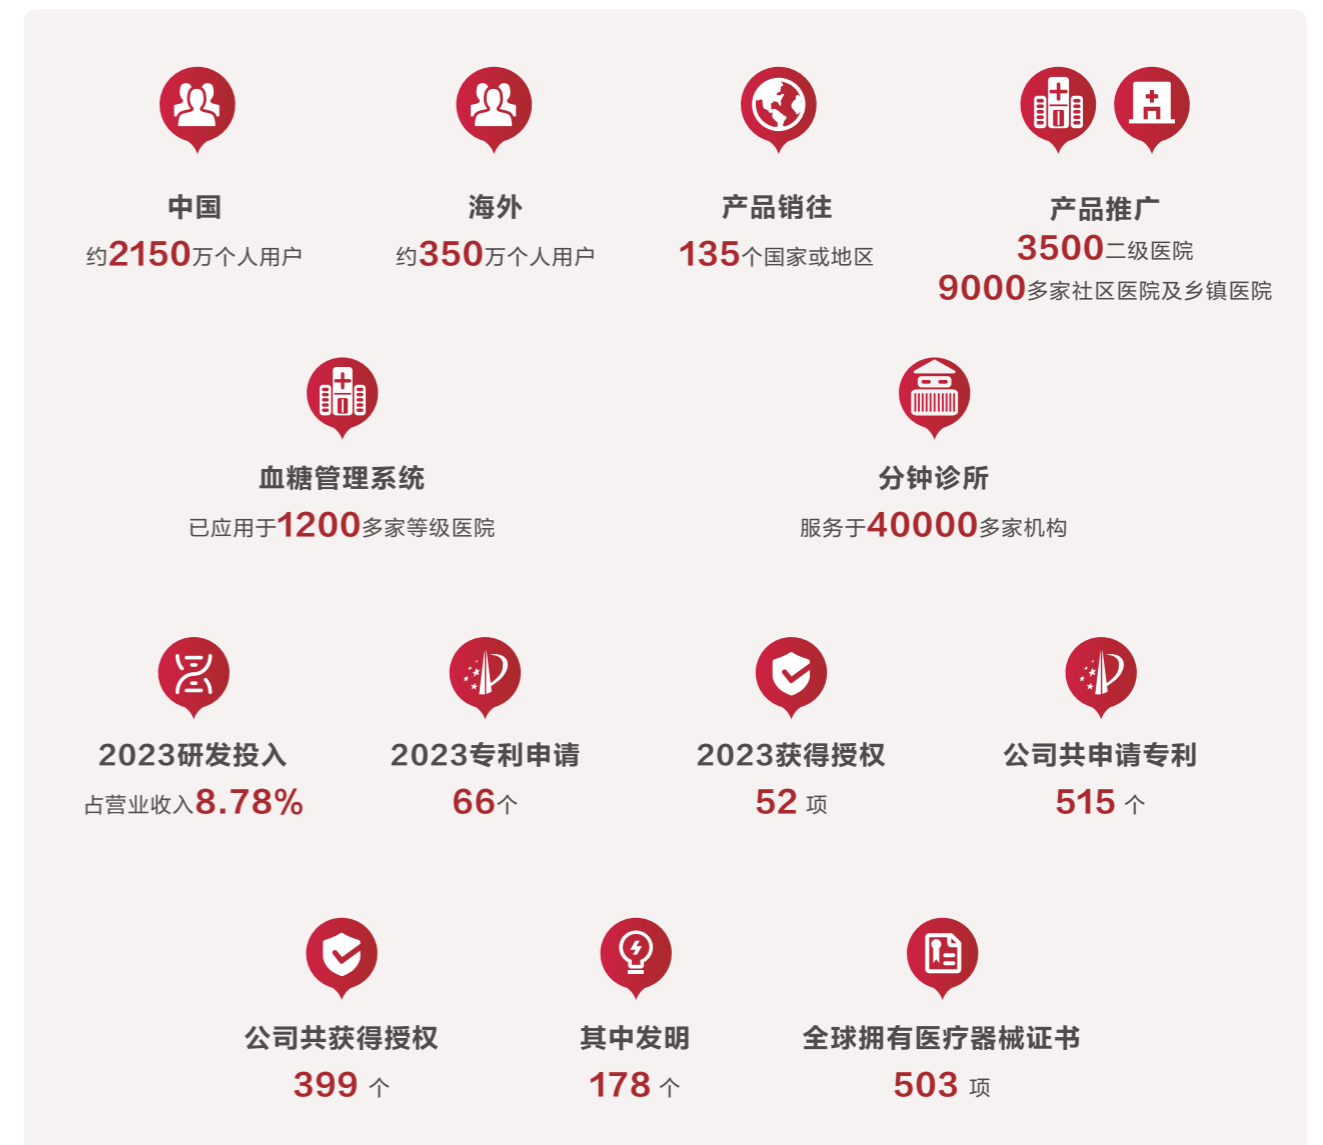 中国
约2150万个人用户
海外
约350万个人用户
产品销往
135个国家或地区
产品推广
3500二级医院
9000多家社区医院及乡镇医院
血糖管理系统
已应用于1200多家等级医院
分钟诊所
服务于40000多家机构
2023研发投入
占营业收入8.78%
2023专利申请
66个
2023获得授权
52 项
公司共申请专利
515 个
公司共获得授权
399 个
其中发明
178 个
全球拥有医疗器械证书
503 项